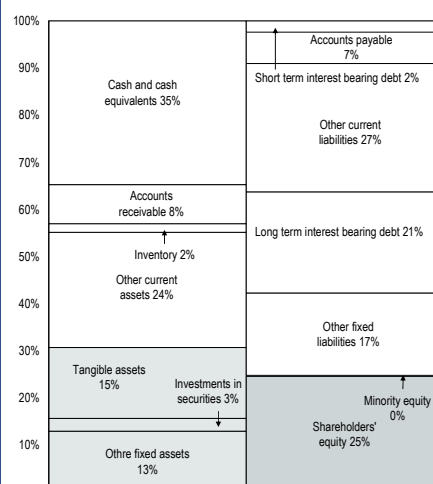 100%
90%
80%
70%
60%
50%
40%
30%
20%
10%
Cash and cash
equivalents 35%
Accounts
receivable 8%
Inventory 2%
Other current
assets 24%
Tangible assets
15%
Investments in
securities 3%
Othre fixed assets
13%
Accounts payable
7%
Short term interest bearing debt 2%
Other current
liabilities 27%
Long term interest bearing debt 21%
Other fixed
liabilities 17%
Minority equity
0%
Shareholders'
equity 25%